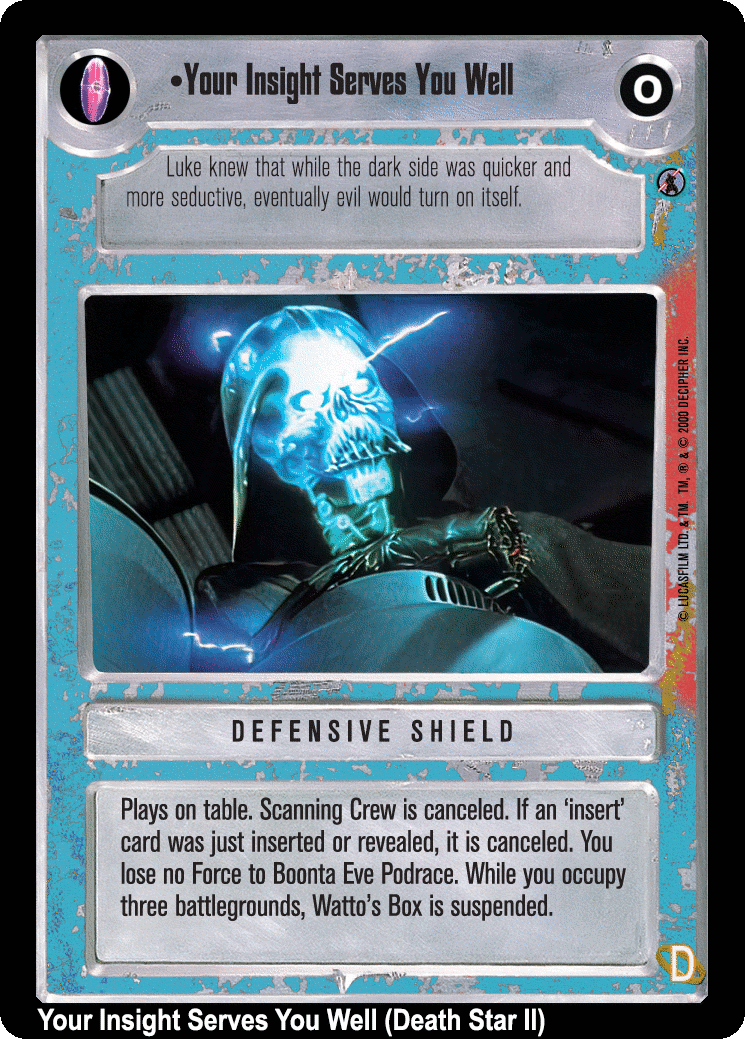 •Your Insight Serves You Well
O
Luke knew that while the dark side was quicker and
more seductive, eventually evil would turn on itself.
© LUCASFILM LTD. & TM. TM, ® & © 2000 DECIPHER INC.
DEFENSIVE SHIELD
Plays on table. Scanning Crew is canceled. If an ‘insert’
card was just inserted or revealed, it is canceled. You
lose no Force to Boonta Eve Podrace. While you occupy
three battlegrounds, Watto’s Box is suspended.
D
Your Insight Serves You Well (Death Star II)